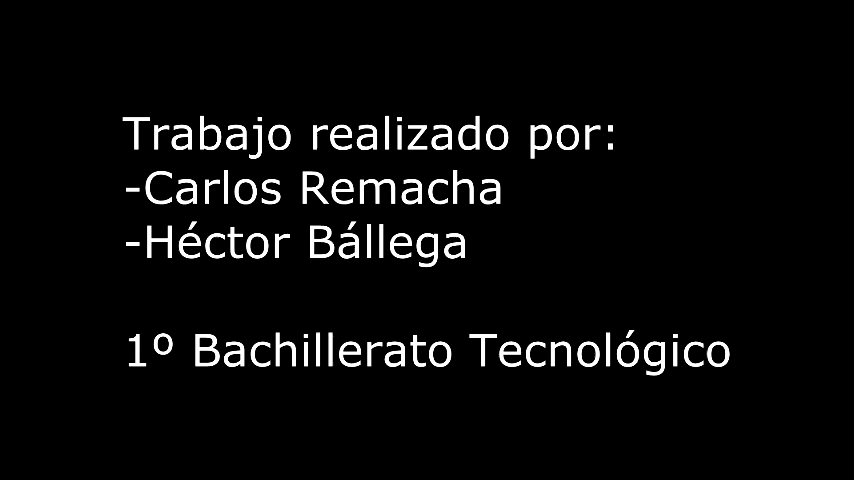 Trabajo realizado por:
-Carlos Remacha
-Héctor Bállega
1º Bachillerato Tecnológico